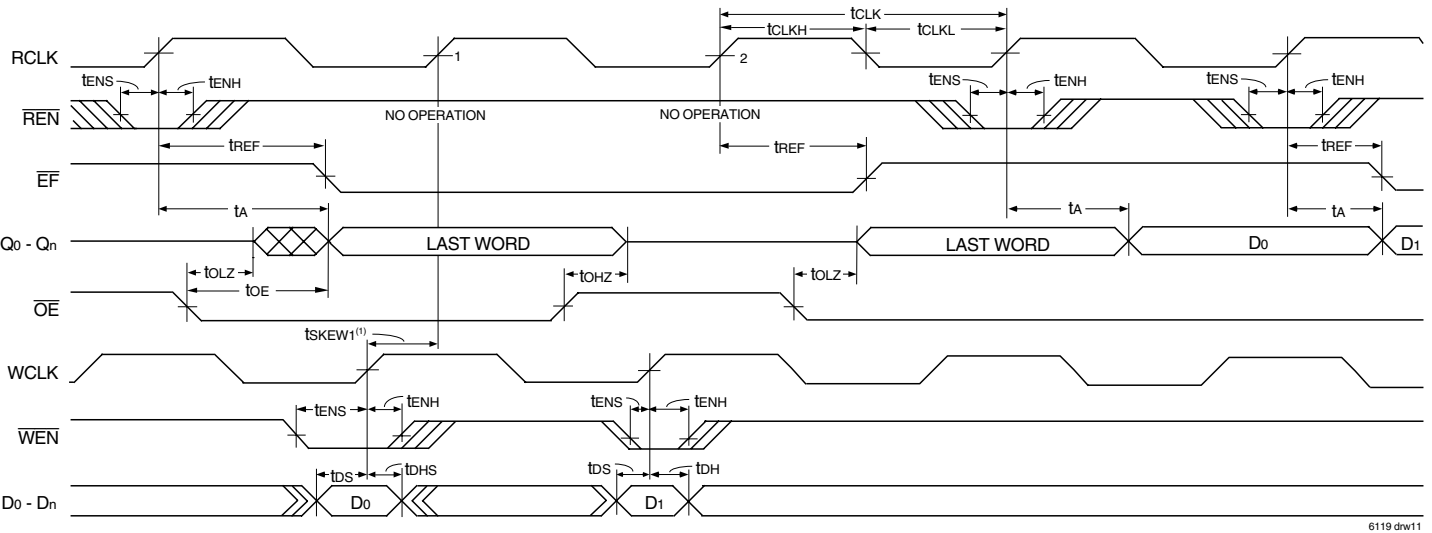 tCLK
tCLKH tCLKL
RCLK 1 2
tENS tENH tENS tENH tENS tENH
REN NO OPERATION NO OPERATION
tREF tREF tREF
EF
tA tA tA
Q0 - Qn LAST WORD LAST WORD D0 D1
tOLZ tOHZ tOLZ
tOE
OE
tSKEW1(1)
WCLK
tENS tENH tENS tENH
WEN
tDS tDHS tDS tDH
D0 - Dn D0 D1
6119 drw11